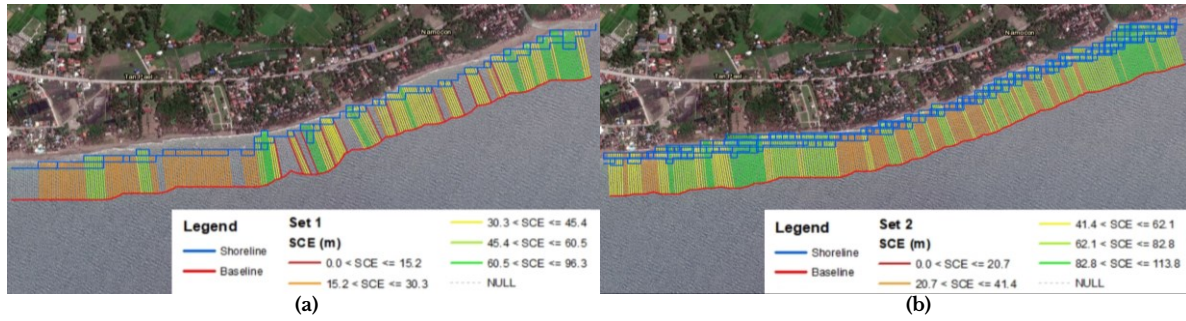 Namocon
Namocon
Legend
Shoreline
Baseline
Set 1
SCE (m)
0.0 < SCE <= 15.2
15.2 < SCE <= 30.3
30.3 < SCE <= 45.4
45.4 < SCE <= 60.5
60.5 < SCE <= 96.3
NULL
Legend
Shoreline
Baseline
Set 2
SCE (m)
0.0 < SCE <= 20.7
20.7 < SCE <= 41.4
41.4 < SCE <= 62.1
62.1 < SCE <= 82.8
82.8 < SCE <= 113.8
NULL
(a)
(b)